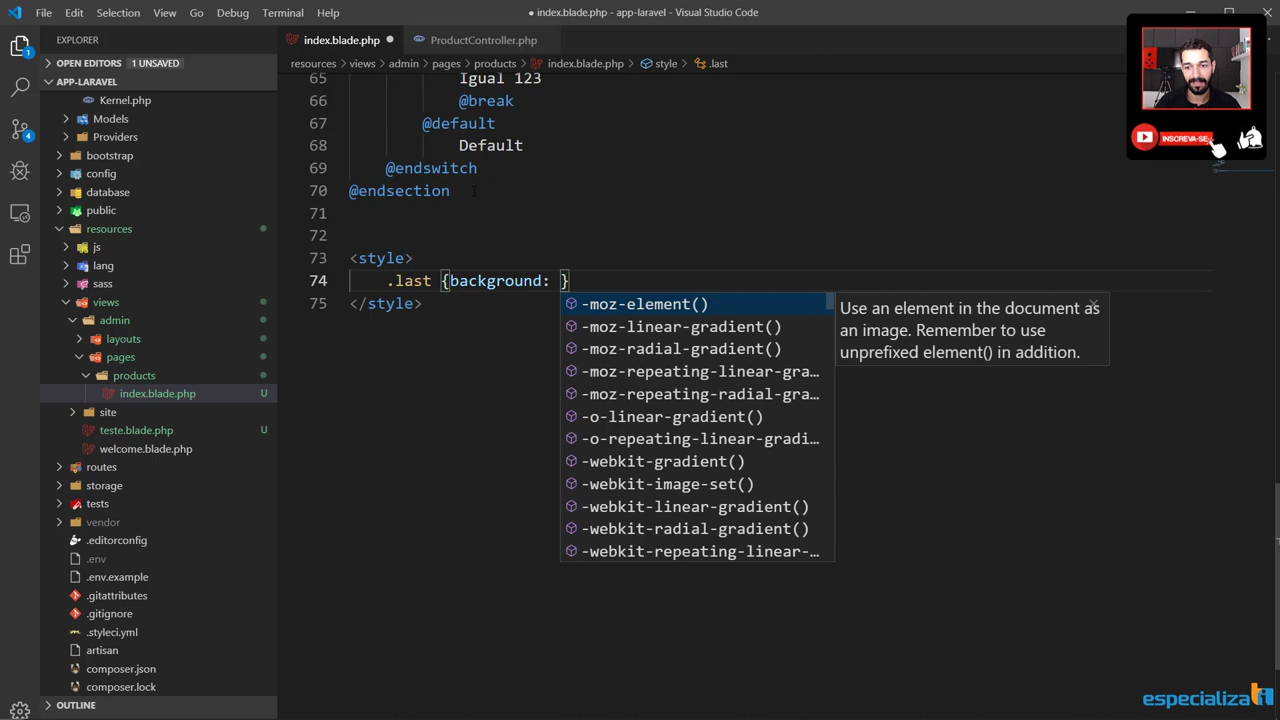 File Edit Selection View Go Debug Terminal Help
● index.blade.php - app-laravel - Visual Studio Code
EXPLORER
OPEN EDITORS 1 UNSAVED
APP-LARAVEL
Kernel.php
Models
Providers
bootstrap
config
database
public
resources
js
lang
sass
views
admin
layouts
pages
products
index.blade.php U
site
teste.blade.php U
welcome.blade.php
routes
storage
tests
vendor
.editorconfig
.env
.env.example
.gitattributes
.gitignore
.styleci.yml
artisan
composer.json
composer.lock
OUTLINE
1
4
index.blade.php ● ProductController.php
resources > views > admin > pages > products > index.blade.php > style > .last
65 Igual 123
66 @break
67 @default
68 Default
69 @endswitch
70 @endsection
71
72
73 <style>
74 .last {background: }
75 </style>
-moz-element()
-moz-linear-gradient()
-moz-radial-gradient()
-moz-repeating-linear-gra…
-moz-repeating-radial-gra…
-o-linear-gradient()
-o-repeating-linear-gradi…
-webkit-gradient()
-webkit-image-set()
-webkit-linear-gradient()
-webkit-radial-gradient()
-webkit-repeating-linear-…
Use an element in the document as
an image. Remember to use
unprefixed element() in addition.
INSCREVA-SE
especializati